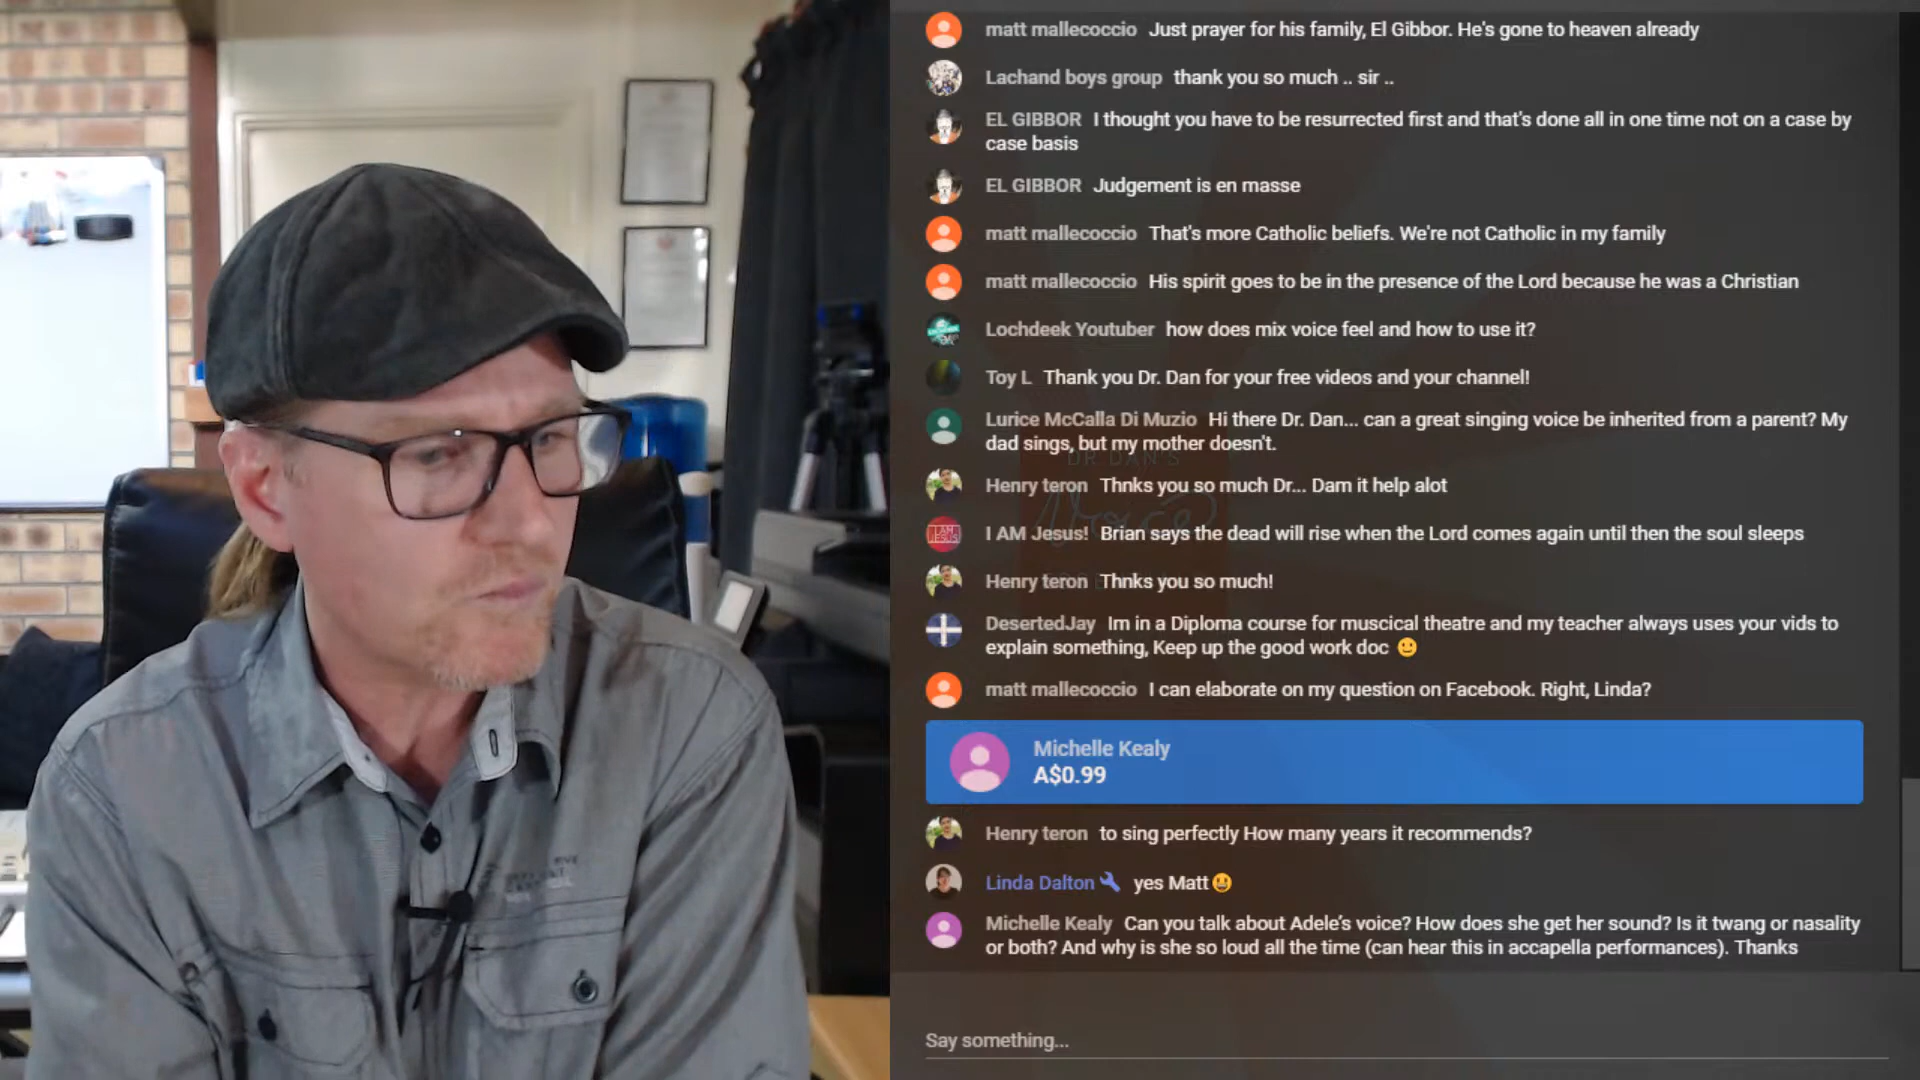 matt mallecoccio Just prayer for his family, El Gibbor. He's gone to heaven already
Lachand boys group thank you so much .. sir ..
EL GIBBOR I thought you have to be resurrected first and that's done all in one time not on a case by
case basis
EL GIBBOR Judgement is en masse
matt mallecoccio That's more Catholic beliefs. We're not Catholic in my family
matt mallecoccio His spirit goes to be in the presence of the Lord because he was a Christian
Lochdeek Youtuber how does mix voice feel and how to use it?
Toy L Thank you Dr. Dan for your free videos and your channel!
Lurice McCalla Di Muzio Hi there Dr. Dan... can a great singing voice be inherited from a parent? My
dad sings, but my mother doesn't.
DR DAN'S
Henry teron Thnks you so much Dr... Dam it help alot
Voice
I AM Jesus! Brian says the dead will rise when the Lord comes again until then the soul sleeps
Henry teron Thnks you so much!
DesertedJay Im in a Diploma course for muscical theatre and my teacher always uses your vids to
explain something, Keep up the good work doc 🙂
matt mallecoccio I can elaborate on my question on Facebook. Right, Linda?
Michelle Kealy
A$0.99
Henry teron to sing perfectly How many years it recommends?
Linda Dalton yes Matt😃
Michelle Kealy Can you talk about Adele's voice? How does she get her sound? Is it twang or nasality
or both? And why is she so loud all the time (can hear this in accapella performances). Thanks
Say something...